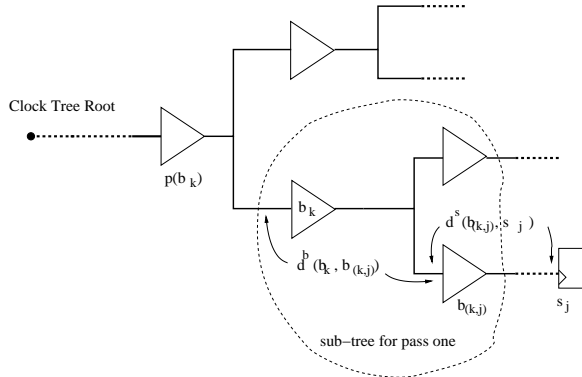 Clock Tree Root
p(b k)
b k
d s (b(k,j), s j )
d b (b k , b (k,j))
b (k,j)
s j
sub-tree for pass one